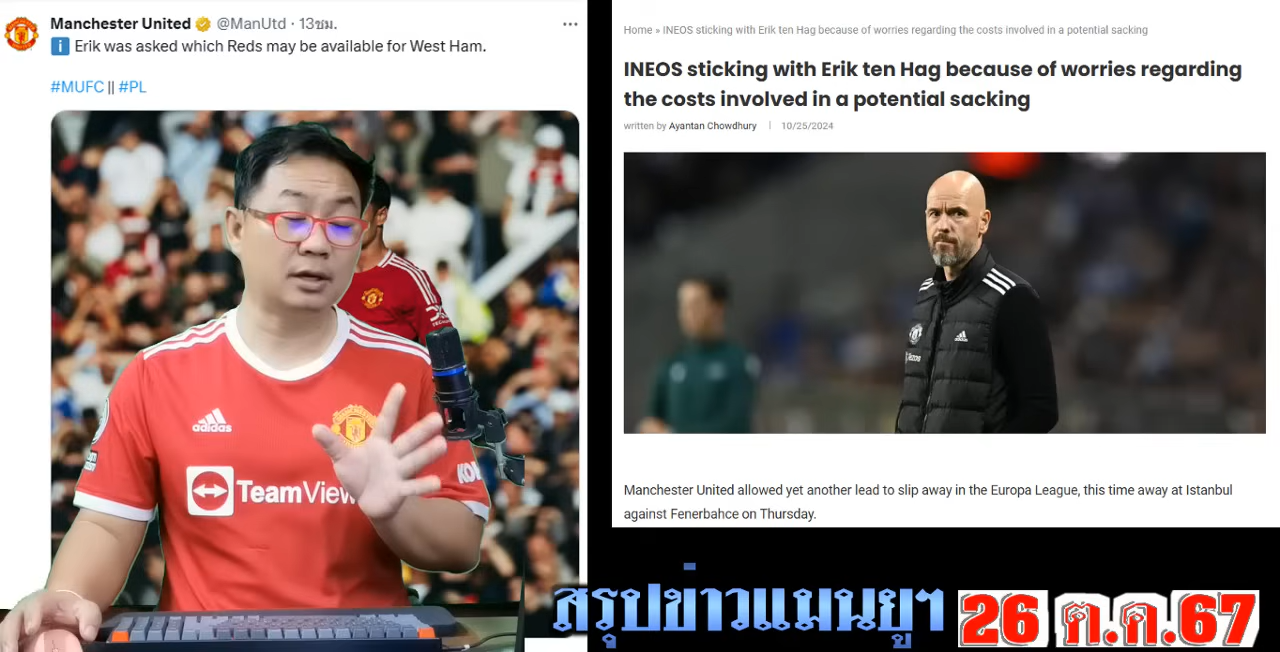 Manchester United @ManUtd · 13ชม.
Erik was asked which Reds may be available for West Ham.
#MUFC || #PL
adidas
TeamView
Home » INEOS sticking with Erik ten Hag because of worries regarding the costs involved in a potential sacking
INEOS sticking with Erik ten Hag because of worries regarding
the costs involved in a potential sacking
written by Ayantan Chowdhury | 10/25/2024
adidas
Manchester United allowed yet another lead to slip away in the Europa League, this time away at Istanbul
against Fenerbahce on Thursday.
สรุปข่าวแมนยูฯ 26 ต.ค.67